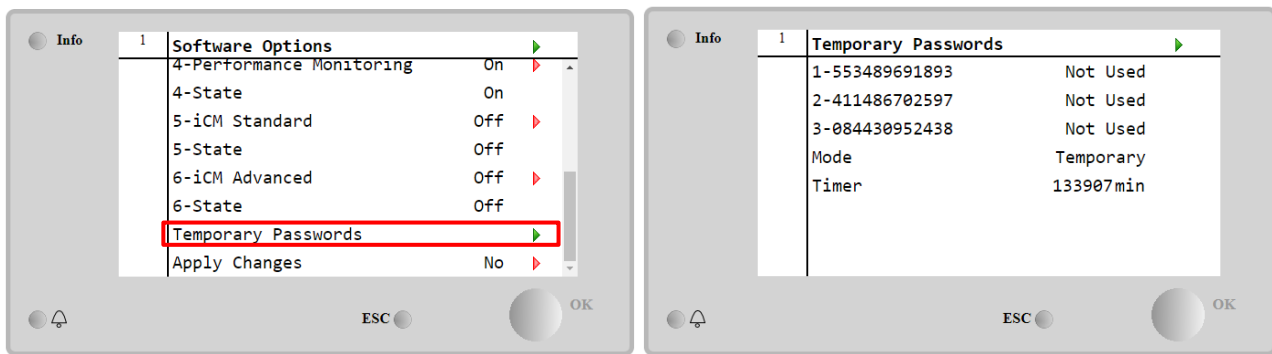 Info
1
Software Options
4-Performance Monitoring On
4-State On
5-iCM Standard Off
5-State Off
6-iCM Advanced Off
6-State Off
Temporary Passwords
Apply Changes No
ESC
OK
Info
1
Temporary Passwords
1-553489691893 Not Used
2-411486702597 Not Used
3-084430952438 Not Used
Mode Temporary
Timer 133907min
ESC
OK